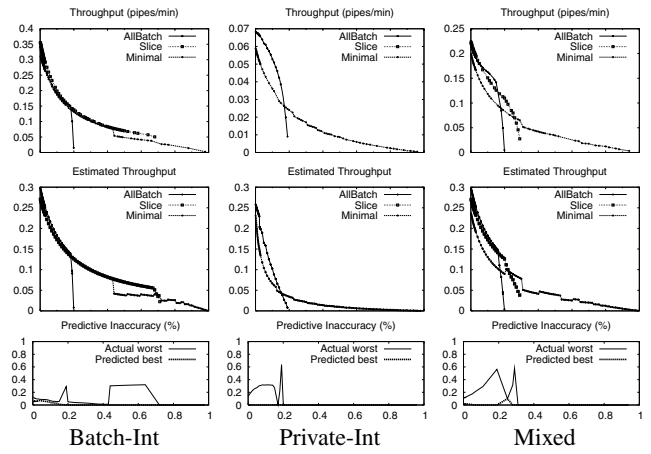 Throughput (pipes/min)
0.4
0.35
0.3
0.25
0.2
0.15
0.1
0.05
0
AllBatch
Slice
Minimal
Throughput (pipes/min)
0.07
0.06
0.05
0.04
0.03
0.02
0.01
0
AllBatch
Slice
Minimal
Throughput (pipes/min)
0.25
0.2
0.15
0.1
0.05
0
AllBatch
Slice
Minimal
Estimated Throughput
0.3
0.25
0.2
0.15
0.1
0.05
0
AllBatch
Slice
Minimal
Estimated Throughput
0.3
0.25
0.2
0.15
0.1
0.05
0
AllBatch
Slice
Minimal
Estimated Throughput
0.3
0.25
0.2
0.15
0.1
0.05
0
AllBatch
Slice
Minimal
Predictive Inaccuracy (%)
1
0.8
0.6
0.4
0.2
0
Actual worst
Predicted best
0 0.2 0.4 0.6 0.8 1
Batch-Int
Predictive Inaccuracy (%)
1
0.8
0.6
0.4
0.2
0
Actual worst
Predicted best
0 0.2 0.4 0.6 0.8 1
Private-Int
Predictive Inaccuracy (%)
1
0.8
0.6
0.4
0.2
0
Actual worst
Predicted best
0 0.2 0.4 0.6 0.8 1
Mixed